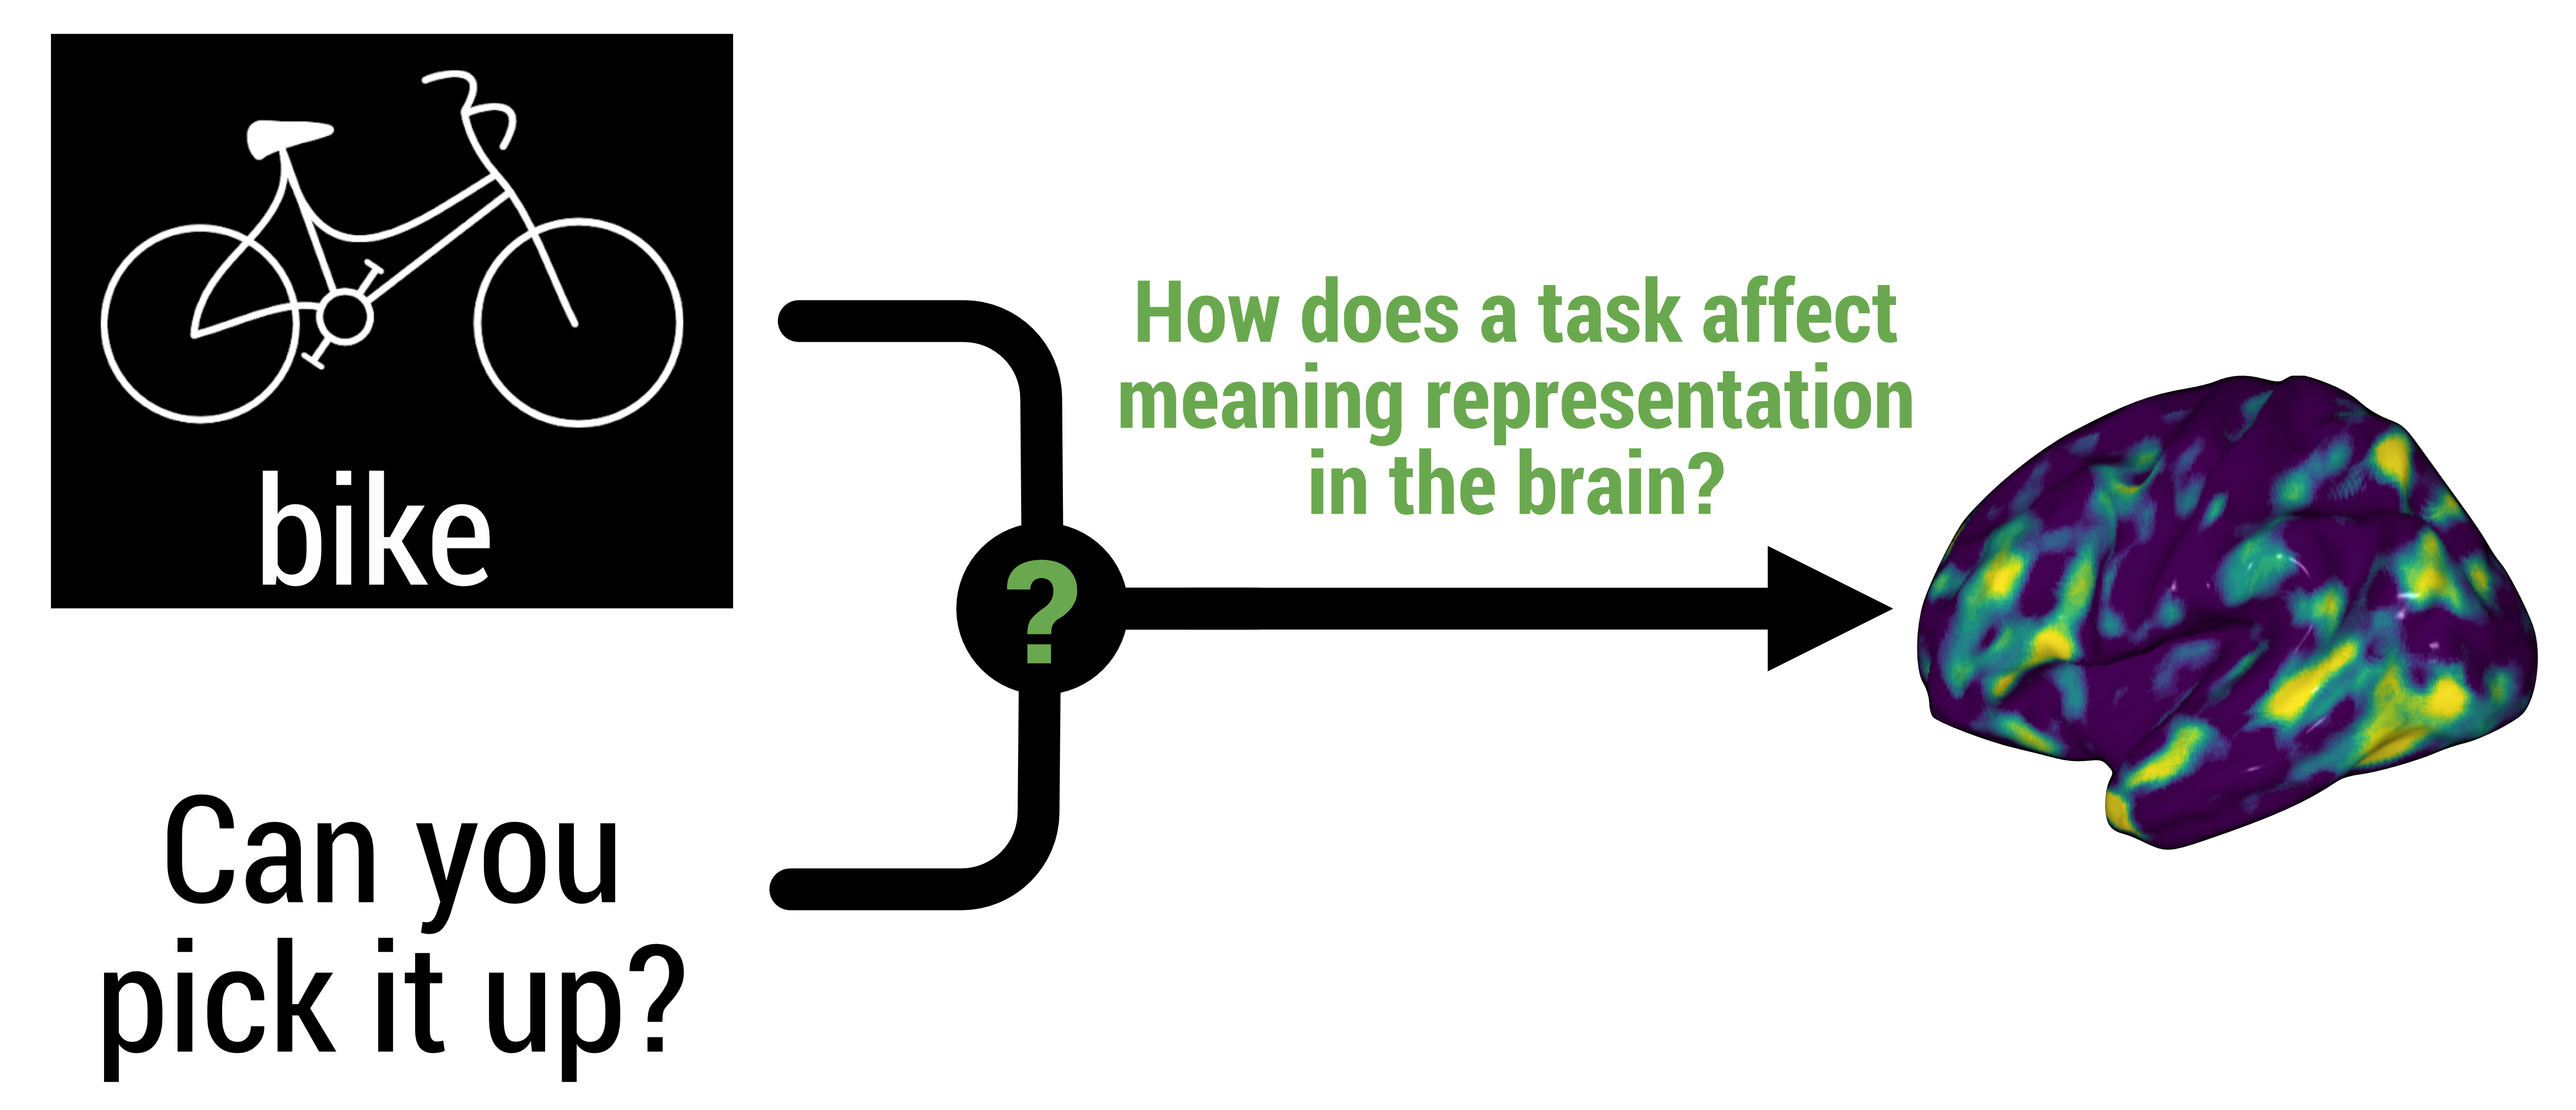 bike
Can you
pick it up?
?
How does a task affect
meaning representation
in the brain?